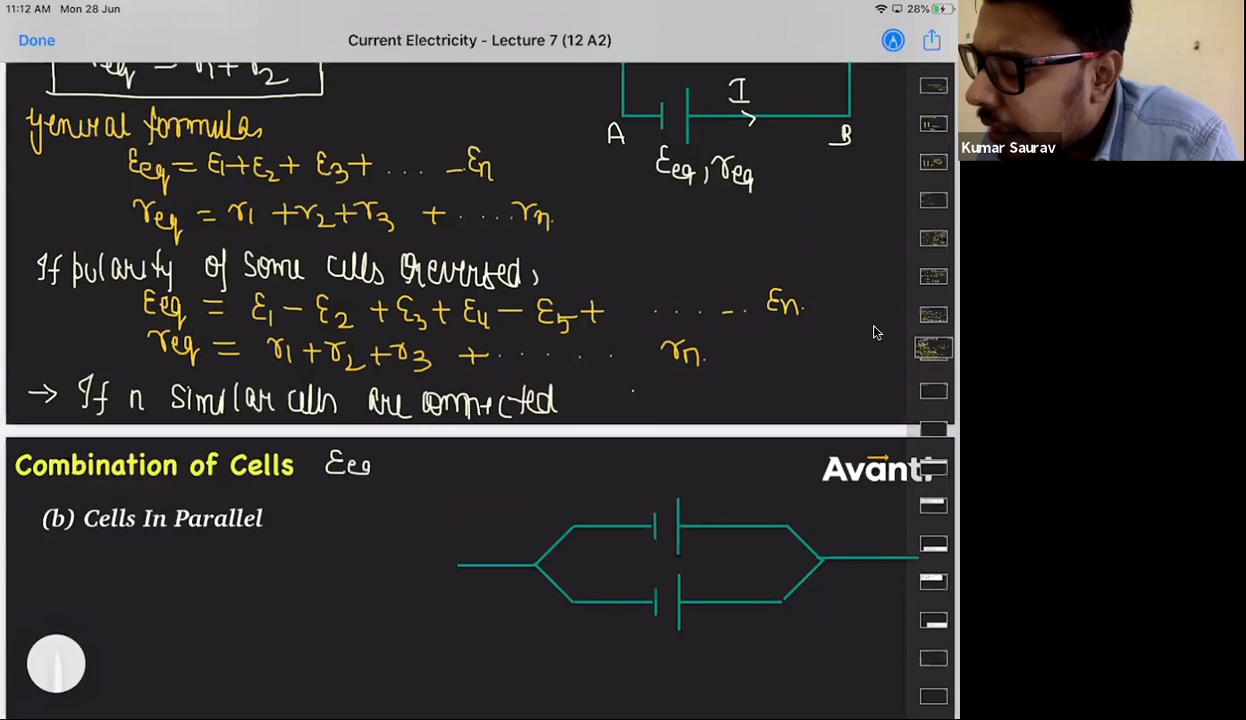 11:12 AM Mon 28 Jun
28%
Done
Current Electricity - Lecture 7 (12 A2)
req = r1 + r2
general formula,
Eeq = E1+E2+ E3+ .... En
req = r1 +r2+r3 + ..... rn.
I
A
B
Eeq, req
If polarity of some cells reversed,
Eeq = E1 - E2 + E3 + E4 - E5 + ...... En.
req = r1+r2+r3 +...... rn.
→ If n similar cells are connected
Kumar Saurav
Combination of Cells Eeq
Avanti
(b) Cells In Parallel